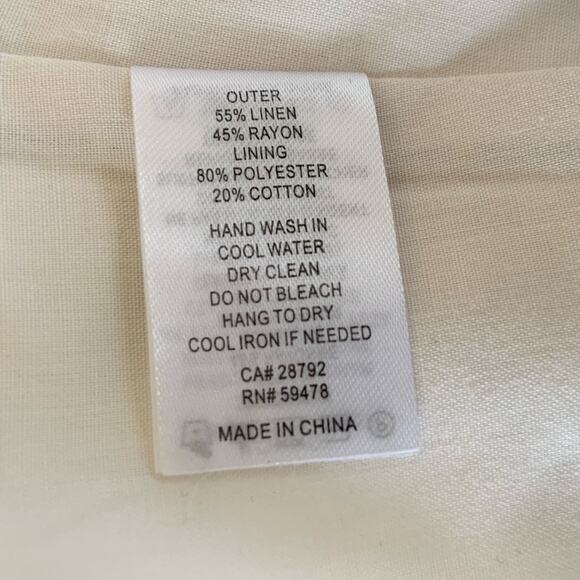 OUTER
55% LINEN
45% RAYON
LINING
80% POLYESTER
20% COTTON
HAND WASH IN
COOL WATER
DRY CLEAN
DO NOT BLEACH
HANG TO DRY
COOL IRON IF NEEDED
CA# 28792
RN# 59478
MADE IN CHINA